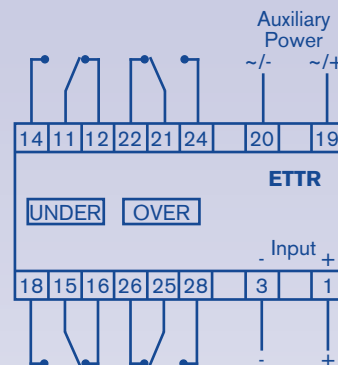 Auxiliary
Power
~/- ~/+
14 11 12 22 21 24 20 19
ETTR
UNDER OVER
Input
- +
18 15 16 26 25 28 3 1
- +